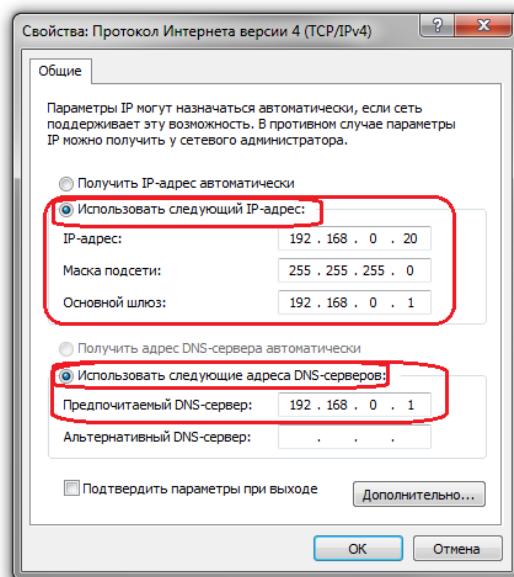 Свойства: Протокол Интернета версии 4 (TCP/IPv4)
Общие
Параметры IP могут назначаться автоматически, если сеть
поддерживает эту возможность. В противном случае параметры
IP можно получить у сетевого администратора.
Получить IP-адрес автоматически
Использовать следующий IP-адрес:
IP-адрес: 192 . 168 . 0 . 20
Маска подсети: 255 . 255 . 255 . 0
Основной шлюз: 192 . 168 . 0 . 1
Получить адрес DNS-сервера автоматически
Использовать следующие адреса DNS-серверов:
Предпочитаемый DNS-сервер: 192 . 168 . 0 . 1
Альтернативный DNS-сервер: . . .
Подтвердить параметры при выходе
Дополнительно...
ОК Отмена